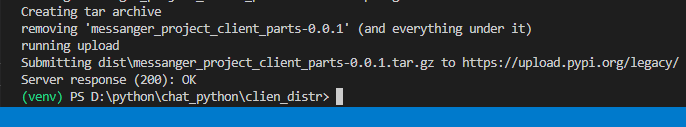 Creating tar archive
removing 'messanger_project_client_parts-0.0.1' (and everything under it)
running upload
Submitting dist\messanger_project_client_parts-0.0.1.tar.gz to https://upload.pypi.org/legacy/
Server response (200): OK
(venv) PS D:\python\chat_python\clien_distr>